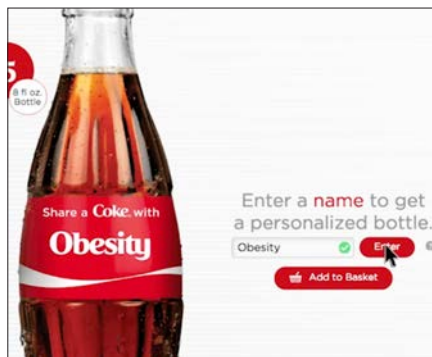 5
8 fl oz.
Bottle
Share a Coke. with
Obesity
Enter a name to get
a personalized bottle.
Obesity
Enter
Add to Basket